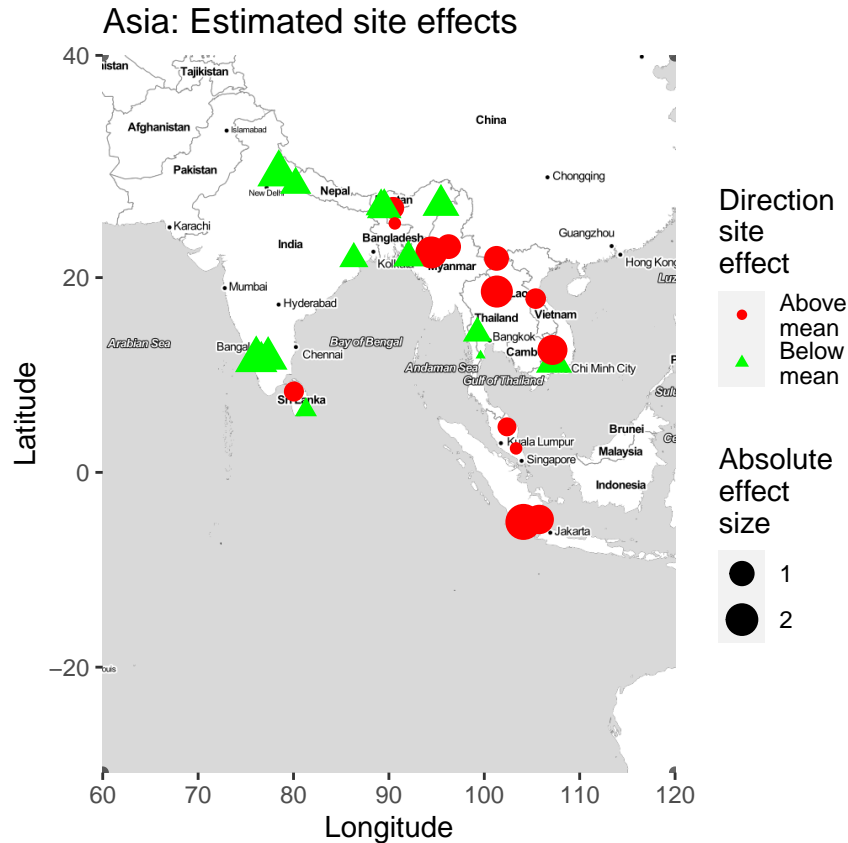 Asia: Estimated site effects
40
20
0
−20
60
70
80
90
100
110
120
Latitude
Longitude
Tajikistan
Afghanistan
Islamabad
China
Pakistan
Chongqing
New Delhi
Nepal
Karachi
Guangzhou
India
Bangladesh
Hong Kong
Myanmar
Mumbai
Hyderabad
Thailand
Vietnam
Arabian Sea
Bay of Bengal
Bangkok
Chennai
Andaman Sea
Chi Minh City
Gulf of Thailand
Sri Lanka
Brunei
Kuala Lumpur
Malaysia
Singapore
Indonesia
Jakarta
Direction
site
effect
Above
mean
Below
mean
Absolute
effect
size
1
2